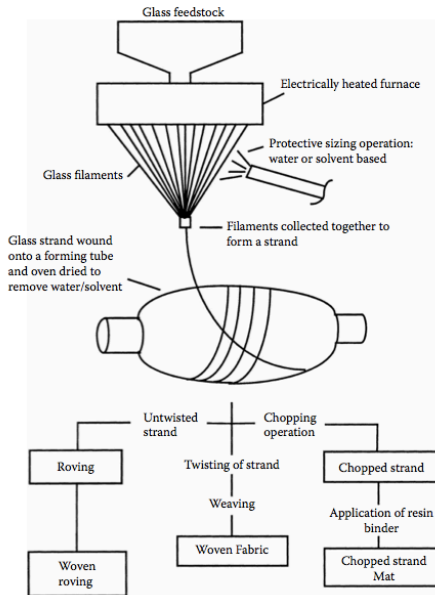 Glass feedstock
Electrically heated furnace
Protective sizing operation:
water or solvent based
Glass filaments
Filaments collected together to
form a strand
Glass strand wound
onto a forming tube
and oven dried to
remove water/solvent
Untwisted
strand
Chopping
operation
Roving
Twisting of strand
Chopped strand
Weaving
Application of resin
binder
Woven
roving
Woven Fabric
Chopped strand
Mat